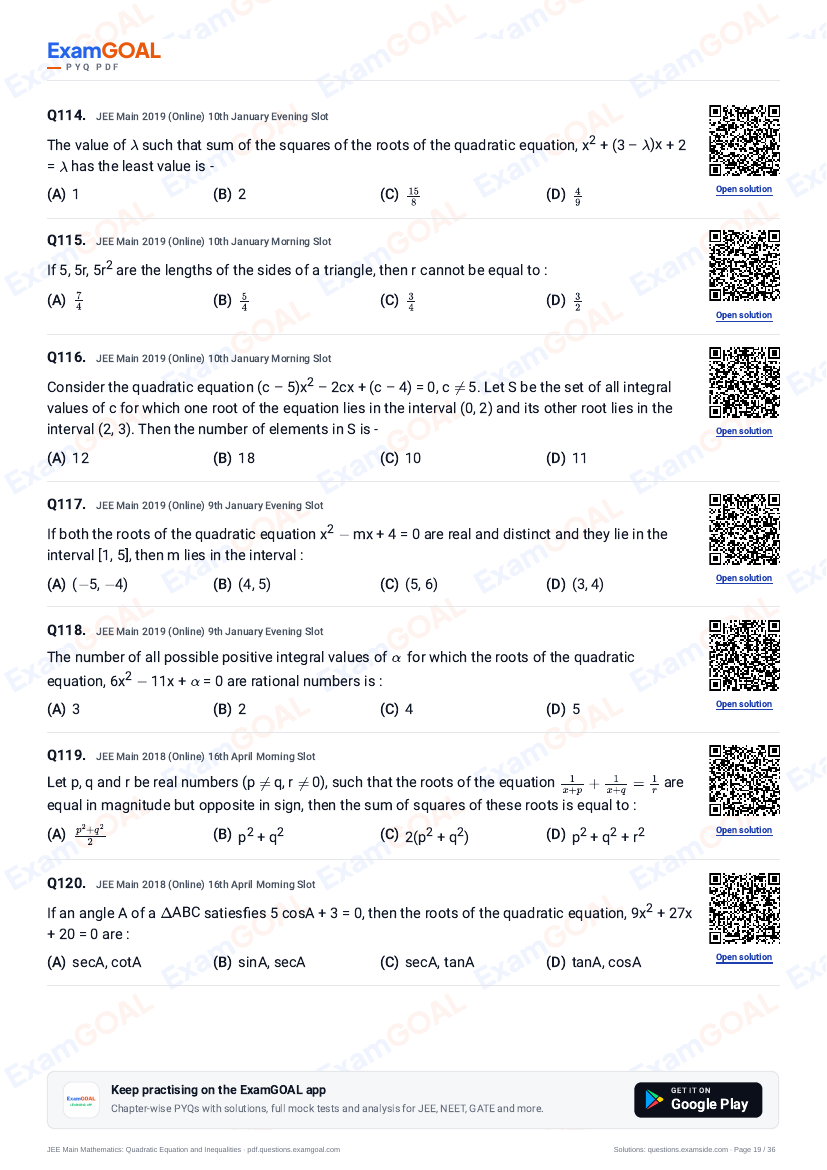 ExamGOAL
PYQ PDF
Q114. JEE Main 2019 (Online) 10th January Evening Slot
The value of λ such that sum of the squares of the roots of the quadratic equation, x² + (3 − λ)x + 2
= λ has the least value is -
(A) 1 (B) 2 (C) 15/8 (D) 4/9
Open solution
Q115. JEE Main 2019 (Online) 10th January Morning Slot
If 5, 5r, 5r² are the lengths of the sides of a triangle, then r cannot be equal to :
(A) 7/4 (B) 5/4 (C) 3/4 (D) 3/2
Open solution
Q116. JEE Main 2019 (Online) 10th January Morning Slot
Consider the quadratic equation (c − 5)x² − 2cx + (c − 4) = 0, c ≠ 5. Let S be the set of all integral
values of c for which one root of the equation lies in the interval (0, 2) and its other root lies in the
interval (2, 3). Then the number of elements in S is -
(A) 12 (B) 18 (C) 10 (D) 11
Open solution
Q117. JEE Main 2019 (Online) 9th January Evening Slot
If both the roots of the quadratic equation x² − mx + 4 = 0 are real and distinct and they lie in the
interval [1, 5], then m lies in the interval :
(A) (−5, −4) (B) (4, 5) (C) (5, 6) (D) (3, 4)
Open solution
Q118. JEE Main 2019 (Online) 9th January Evening Slot
The number of all possible positive integral values of α for which the roots of the quadratic
equation, 6x² − 11x + α = 0 are rational numbers is :
(A) 3 (B) 2 (C) 4 (D) 5
Open solution
Q119. JEE Main 2018 (Online) 16th April Morning Slot
Let p, q and r be real numbers (p ≠ q, r ≠ 0), such that the roots of the equation 1/(x+p) + 1/(x+q) = 1/r are
equal in magnitude but opposite in sign, then the sum of squares of these roots is equal to :
(A) (p²+q²)/2 (B) p² + q² (C) 2(p² + q²) (D) p² + q² + r²
Open solution
Q120. JEE Main 2018 (Online) 16th April Morning Slot
If an angle A of a ΔABC satiesfies 5 cosA + 3 = 0, then the roots of the quadratic equation, 9x² + 27x
+ 20 = 0 are :
(A) secA, cotA (B) sinA, secA (C) secA, tanA (D) tanA, cosA
Open solution
ExamGOAL
Keep practising on the ExamGOAL app
Chapter-wise PYQs with solutions, full mock tests and analysis for JEE, NEET, GATE and more.
GET IT ON
Google Play
JEE Main Mathematics: Quadratic Equation and Inequalities · pdf.questions.examgoal.com
Solutions: questions.examside.com · Page 19 / 36